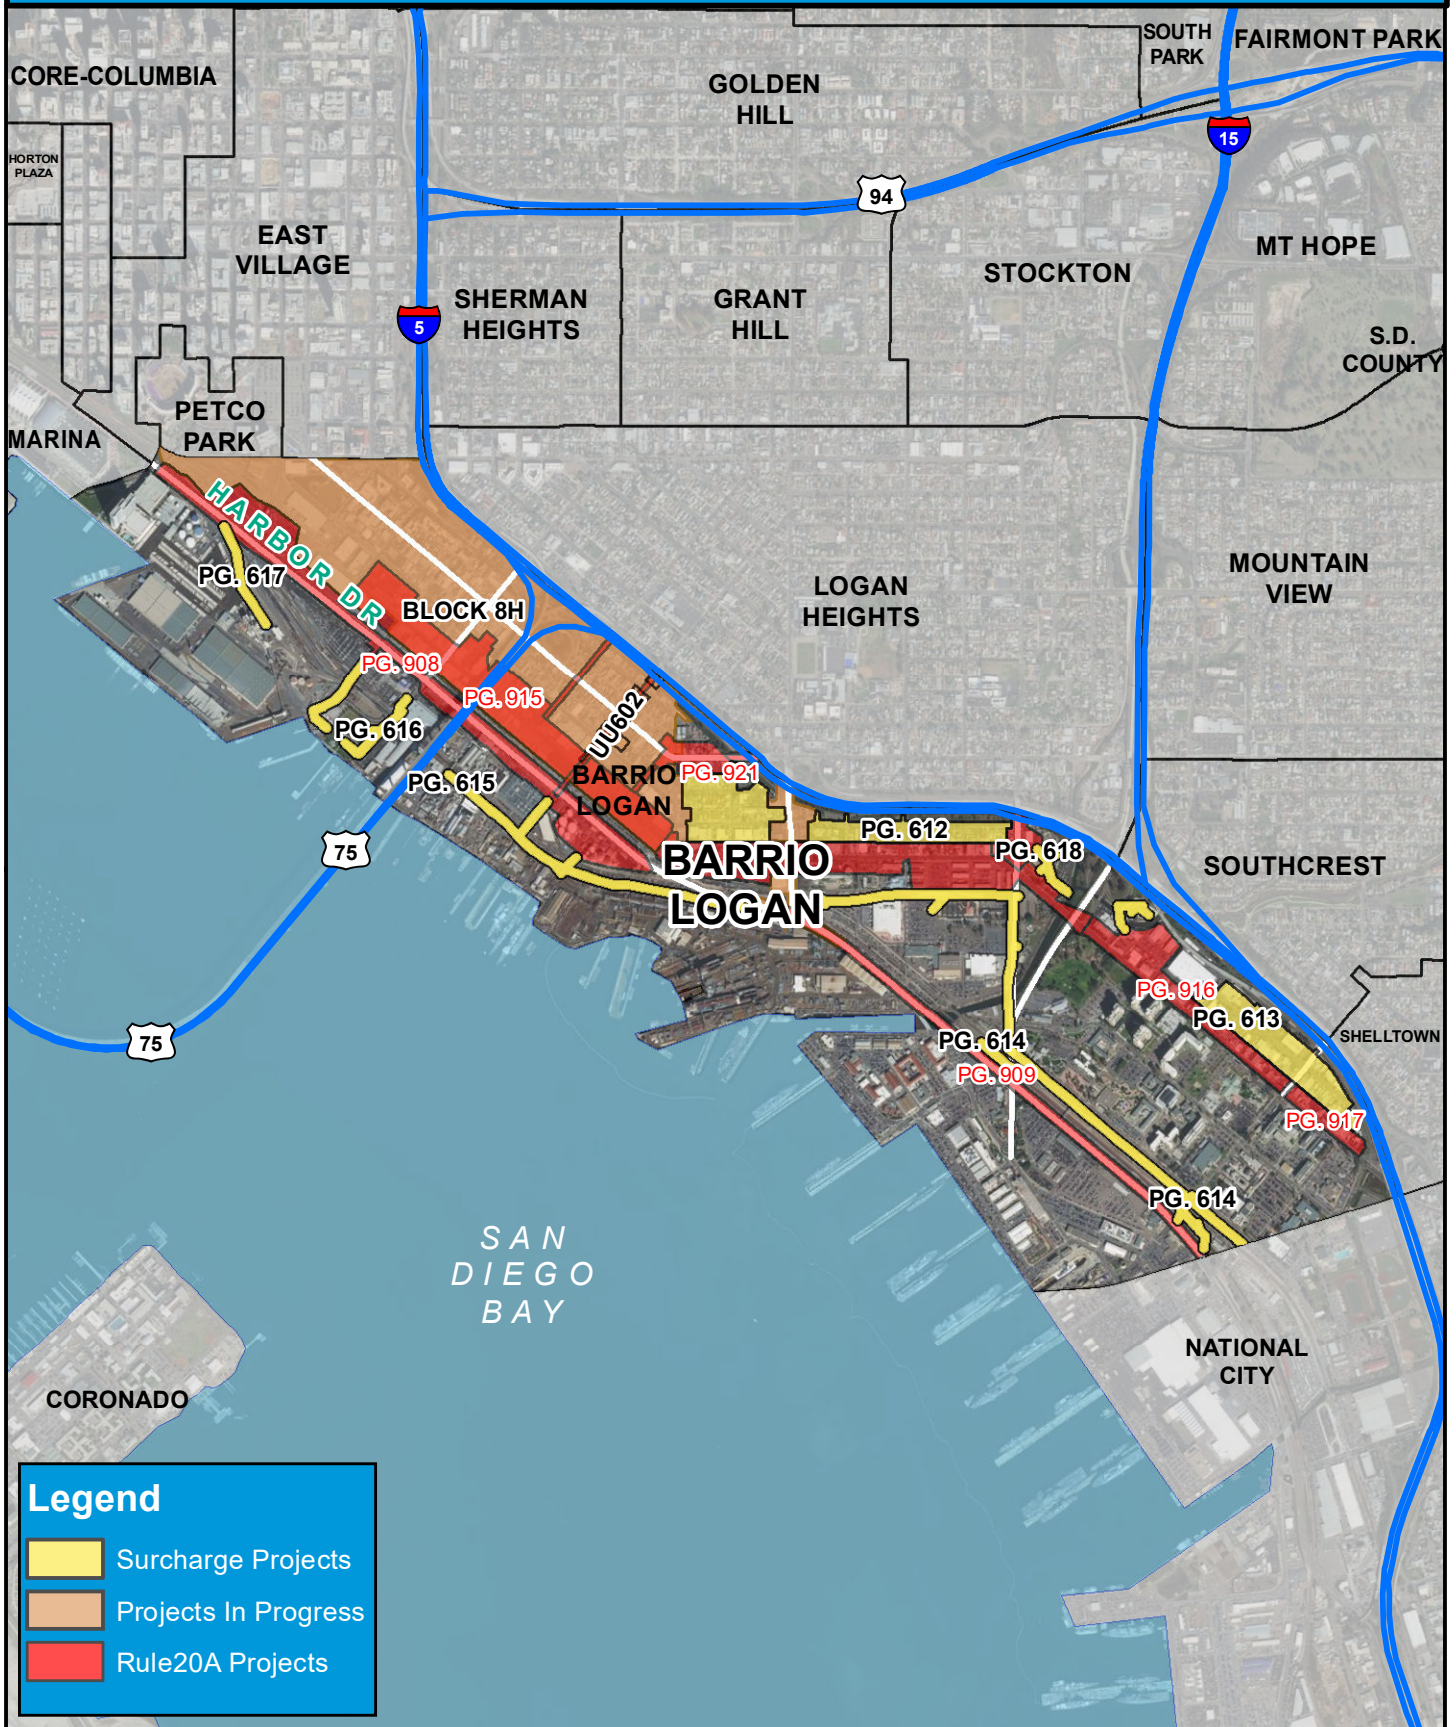 SOUTH
PARK
FAIRMONT PARK
CORE-COLUMBIA
GOLDEN
HILL
15
HORTON
PLAZA
94
EAST
VILLAGE
MT HOPE
STOCKTON
SHERMAN
HEIGHTS
GRANT
HILL
5
S.D.
COUNTY
PETCO
PARK
MARINA
HARBOR DR
PG. 617
BLOCK 8H
LOGAN
HEIGHTS
MOUNTAIN
VIEW
PG. 908
PG. 915
PG. 616
UU602
PG. 615
BARRIO
LOGAN
PG. 921
PG. 612
75
PG. 618
BARRIO
LOGAN
SOUTHCREST
PG. 916
PG. 613
75
PG. 614
SHELLTOWN
PG. 909
PG. 917
PG. 614
SAN
DIEGO
BAY
NATIONAL
CITY
CORONADO
Legend
Surcharge Projects
Projects In Progress
Rule20A Projects